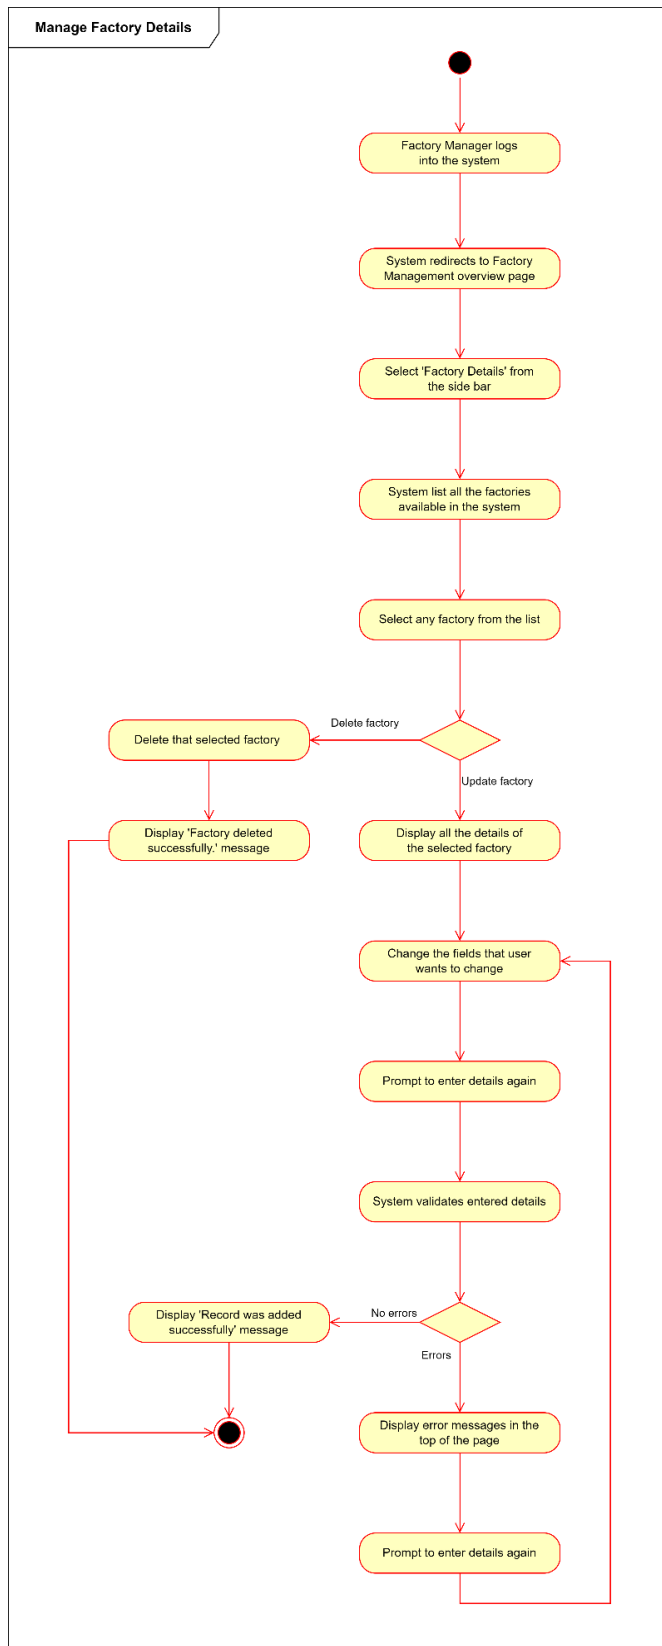 Manage Factory Details
Factory Manager logs
into the system
System redirects to Factory
Management overview page
Select 'Factory Details' from
the side bar
System list all the factories
available in the system
Select any factory from the list
Delete factory
Delete that selected factory
Update factory
Display 'Factory deleted
successfully.' message
Display all the details of
the selected factory
Change the fields that user
wants to change
Prompt to enter details again
System validates entered details
No errors
Display 'Record was added
successfully' message
Errors
Display error messages in the
top of the page
Prompt to enter details again